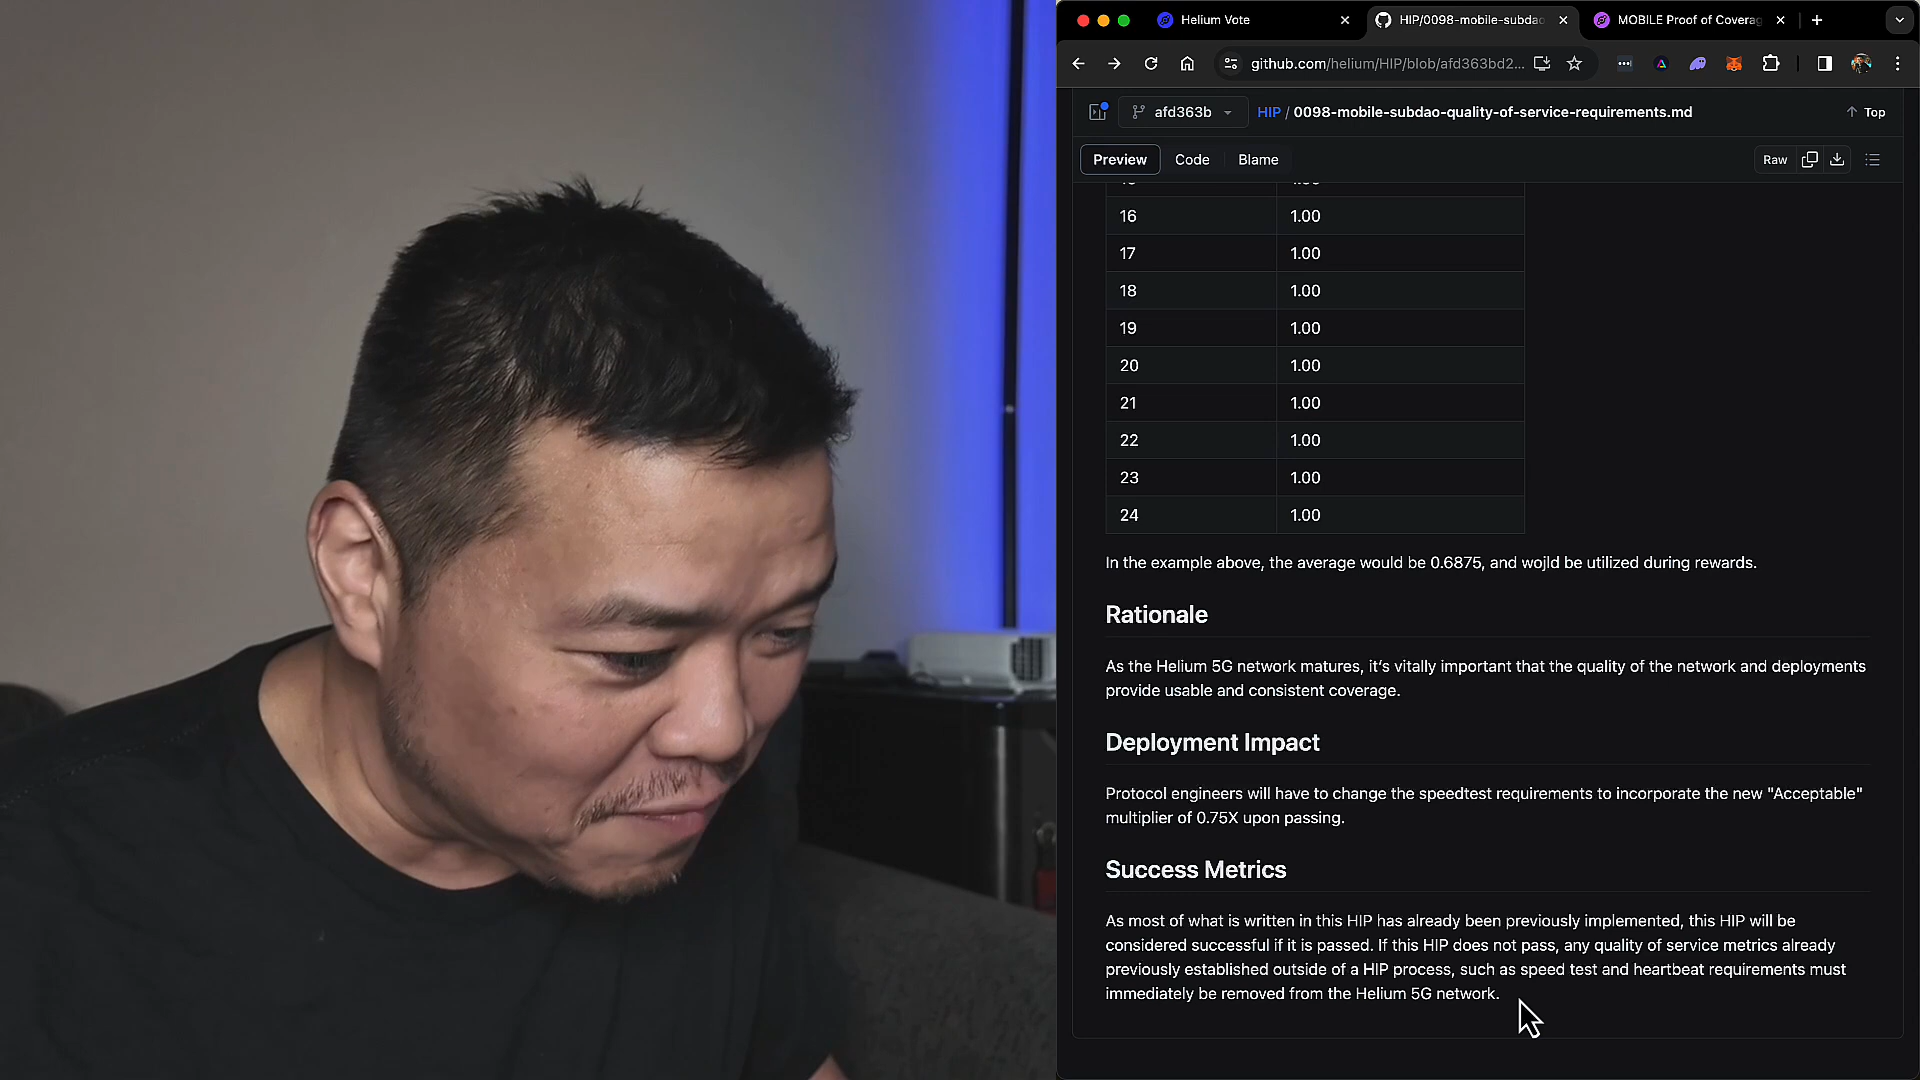 Helium Vote
HIP/0098-mobile-subdao
MOBILE Proof of Coverag
github.com/helium/HIP/blob/afd363bd2...
afd363b
HIP / 0098-mobile-subdao-quality-of-service-requirements.md
Top
Preview
Code
Blame
Raw
16 1.00
17 1.00
18 1.00
19 1.00
20 1.00
21 1.00
22 1.00
23 1.00
24 1.00
In the example above, the average would be 0.6875, and wojld be utilized during rewards.
Rationale
As the Helium 5G network matures, it's vitally important that the quality of the network and deployments
provide usable and consistent coverage.
Deployment Impact
Protocol engineers will have to change the speedtest requirements to incorporate the new "Acceptable"
multiplier of 0.75X upon passing.
Success Metrics
As most of what is written in this HIP has already been previously implemented, this HIP will be
considered successful if it is passed. If this HIP does not pass, any quality of service metrics already
previously established outside of a HIP process, such as speed test and heartbeat requirements must
immediately be removed from the Helium 5G network.